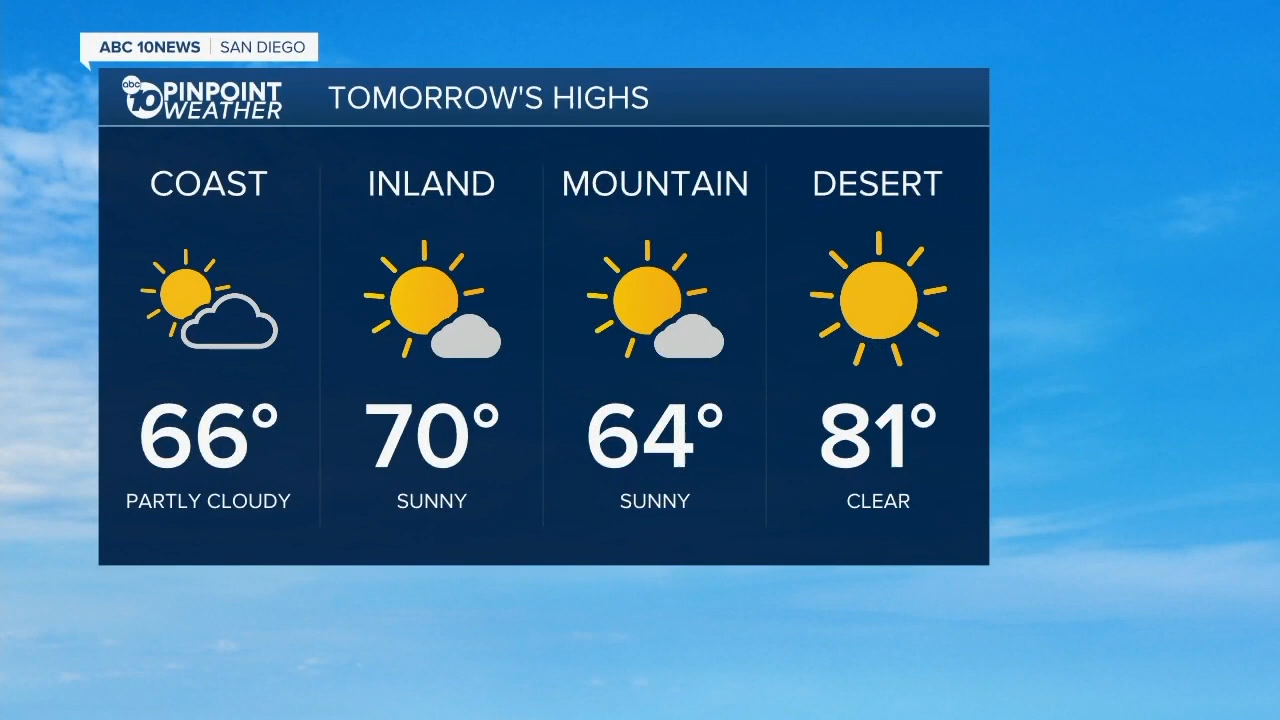 ABC 10NEWS | SAN DIEGO
abc 10 PINPOINT WEATHER
TOMORROW'S HIGHS
COAST
66°
PARTLY CLOUDY
INLAND
70°
SUNNY
MOUNTAIN
64°
SUNNY
DESERT
81°
CLEAR